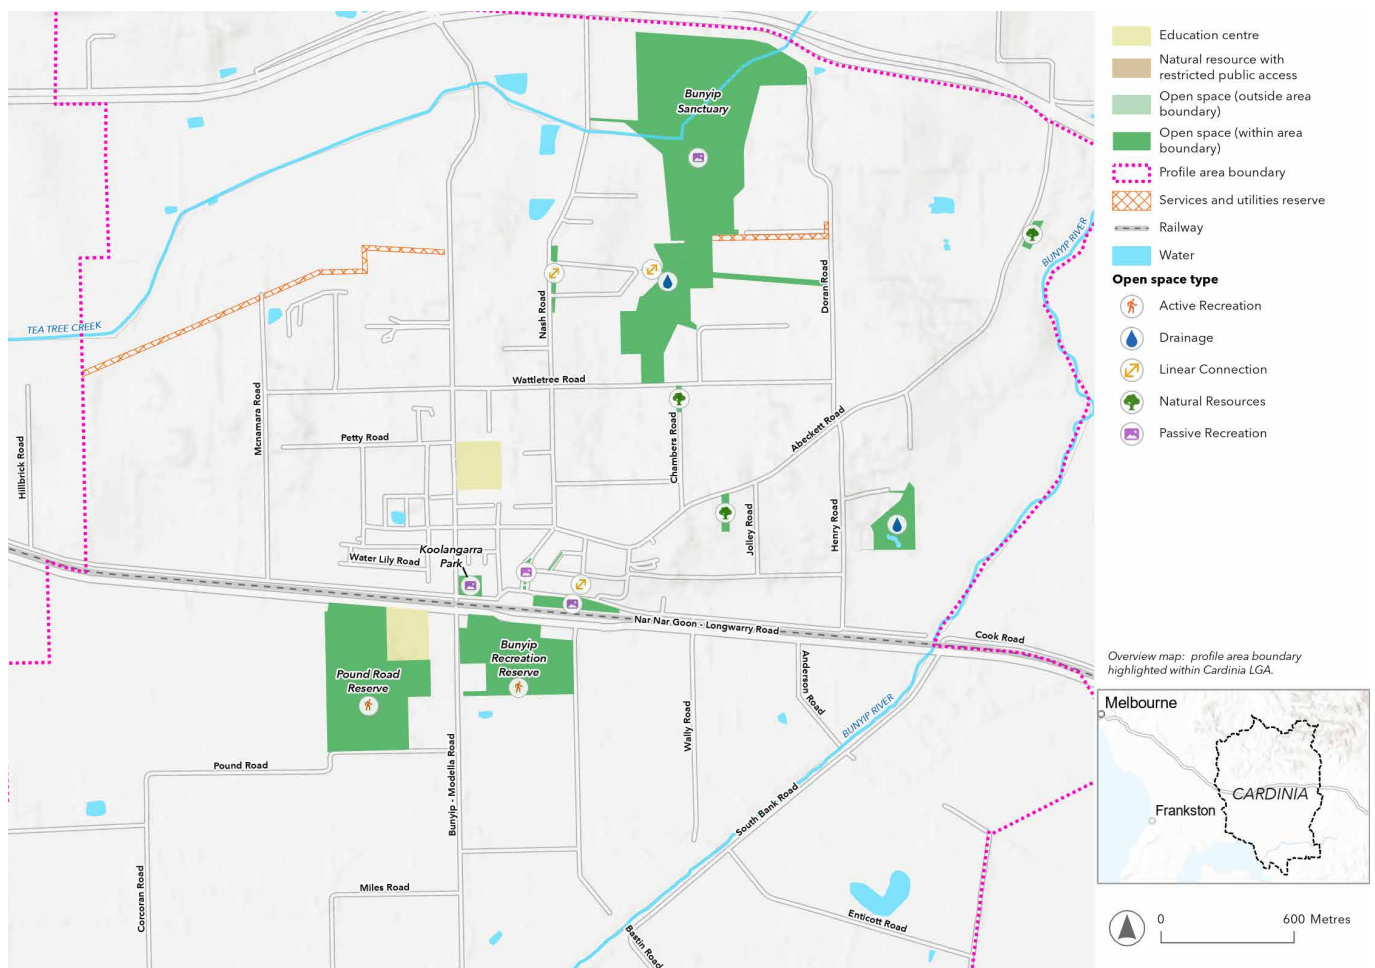 Bunyip
Sanctuary
BUNYIP RIVER
TEA TREE CREEK
Nash Road
Doran Road
Wattletree Road
Mcnamara Road
Petty Road
Hillbrick Road
Chambers Road
Abeckett Road
Jolley Road
Henry Road
Koolangarra
Park
Water Lily Road
Nar Nar Goon - Longwarry Road
Cook Road
Pound Road
Reserve
Bunyip
Recreation
Reserve
Anderson Road
Wally Road
BUNYIP RIVER
Pound Road
Bunyip - Modella Road
South Bank Road
Corcoran Road
Miles Road
Enticott Road
Bastin Road
Education centre
Natural resource with
restricted public access
Open space (outside area
boundary)
Open space (within area
boundary)
Profile area boundary
Services and utilities reserve
Railway
Water
Open space type
Active Recreation
Drainage
Linear Connection
Natural Resources
Passive Recreation
Overview map: profile area boundary
highlighted within Cardinia LGA.
Melbourne
CARDINIA
Frankston
0 600 Metres